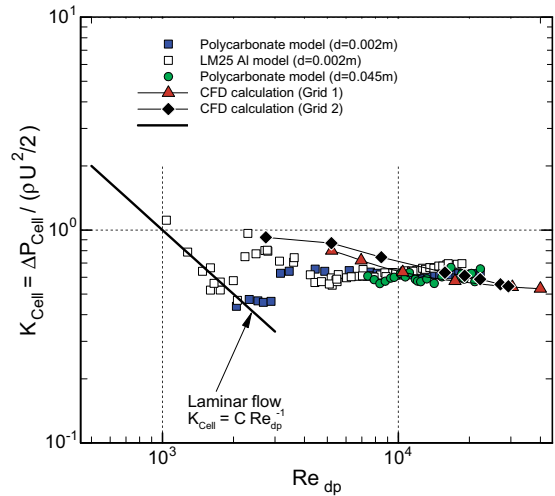 10¹
Polycarbonate model (d=0.002m)
LM25 Al model (d=0.002m)
Polycarbonate model (d=0.045m)
CFD calculation (Grid 1)
CFD calculation (Grid 2)
K_Cell = ΔP_Cell / (ρU²/2)
10⁰
Laminar flow
K_Cell = C Re_dp⁻¹
10⁻¹
10³
10⁴
Re_dp